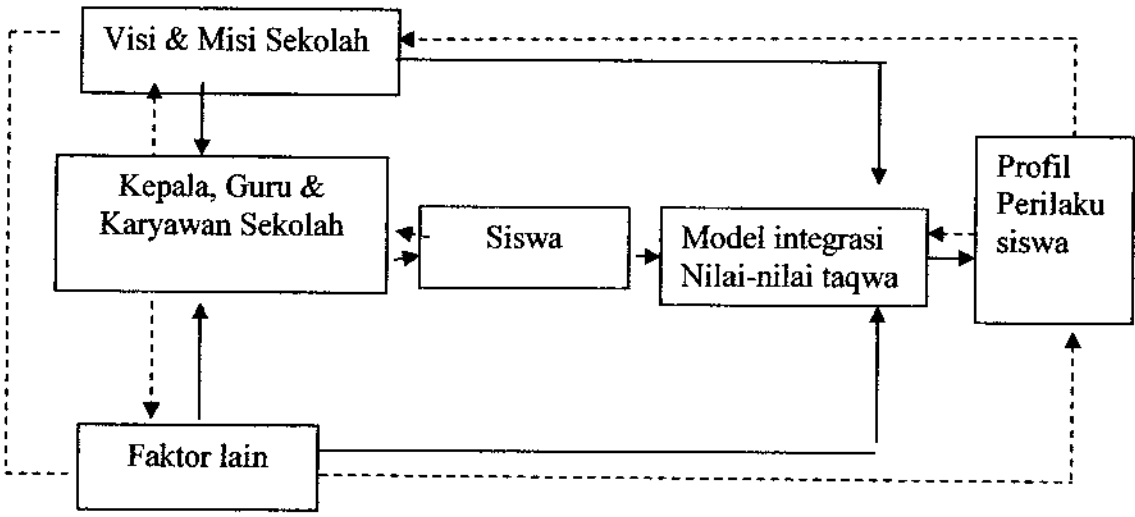 Visi & Misi Sekolah
Kepala, Guru &
Karyawan Sekolah
Siswa
Model integrasi
Nilai-nilai taqwa
Profil
Perilaku
siswa
Faktor lain